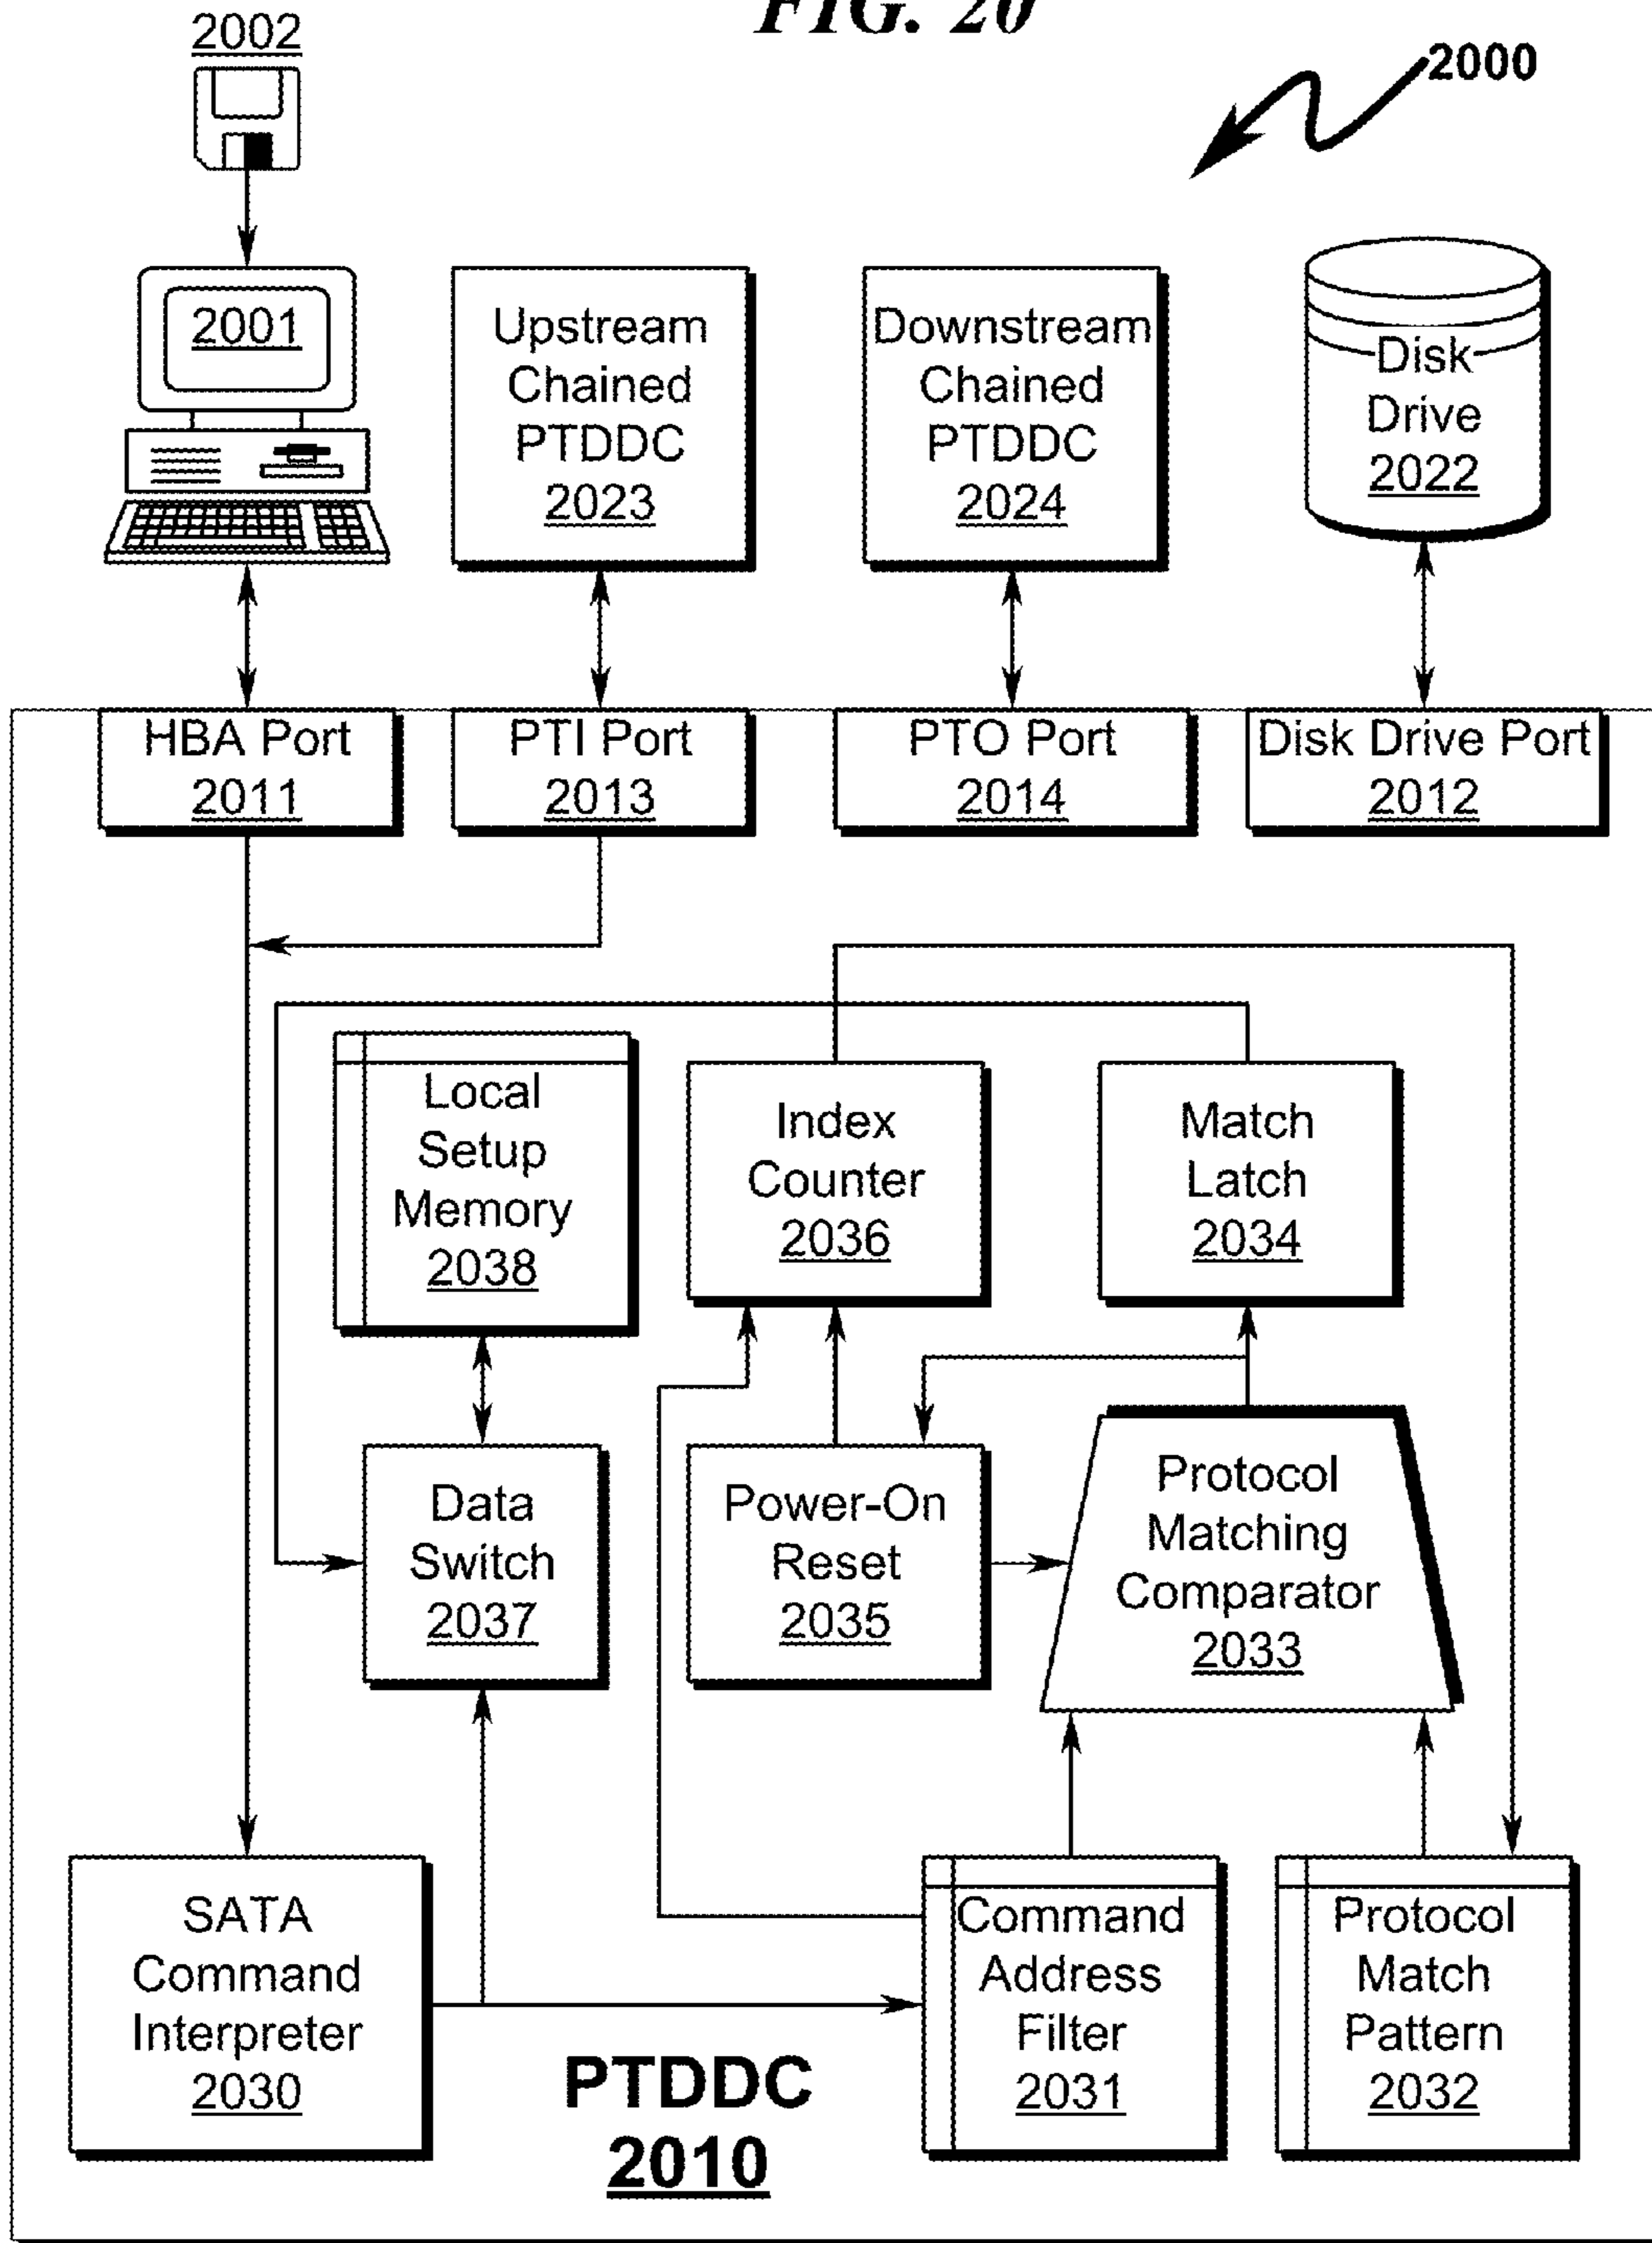 FIG. 20
2002
2000
2001
Upstream
Chained
PTDDC
2023
Downstream
Chained
PTDDC
2024
Disk
Drive
2022
HBA Port
2011
PTI Port
2013
PTO Port
2014
Disk Drive Port
2012
Local
Setup
Memory
2038
Index
Counter
2036
Match
Latch
2034
Data
Switch
2037
Power-On
Reset
2035
Protocol
Matching
Comparator
2033
SATA
Command
Interpreter
2030
Command
Address
Filter
2031
Protocol
Match
Pattern
2032
PTDDC
2010